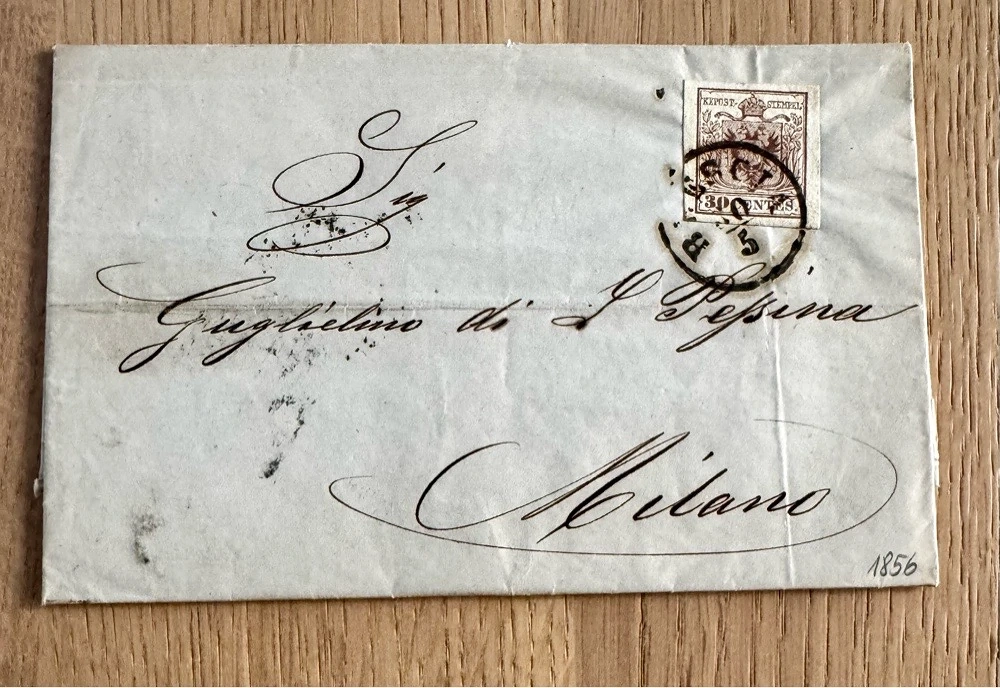 KKPOST-STEMPEL
30 CENTES.
Sig
Guglielmo di L Peſsina
Milano
1856